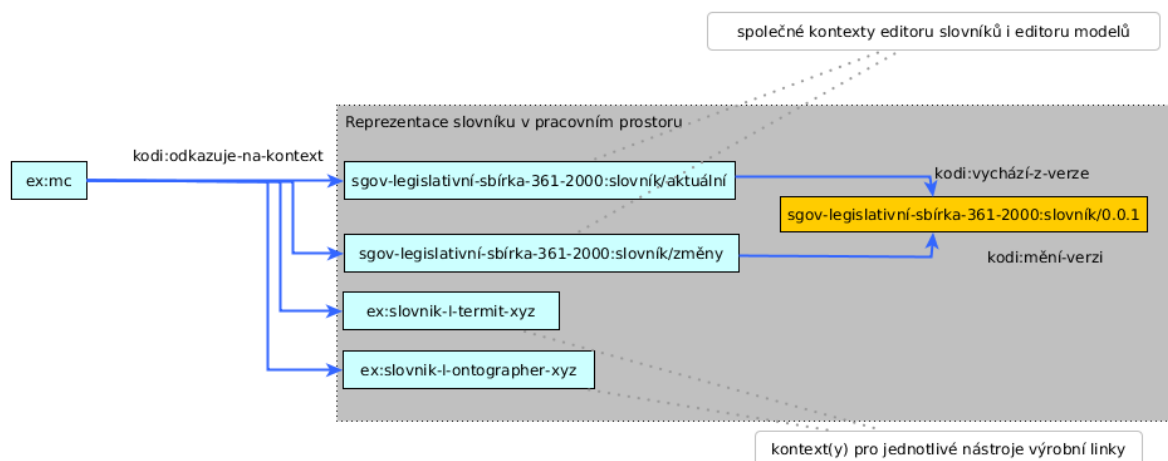 společné kontexty editoru slovníků i editoru modelů
Reprezentace slovníku v pracovním prostoru
kodi:odkazuje-na-kontext
ex:mc
sgov-legislativní-sbírka-361-2000:slovník/aktuální
kodi:vychází-z-verze
sgov-legislativní-sbírka-361-2000:slovník/0.0.1
sgov-legislativní-sbírka-361-2000:slovník/změny
kodi:mění-verzi
ex:slovnik-l-termit-xyz
ex:slovnik-l-ontographer-xyz
kontext(y) pro jednotlivé nástroje výrobní linky